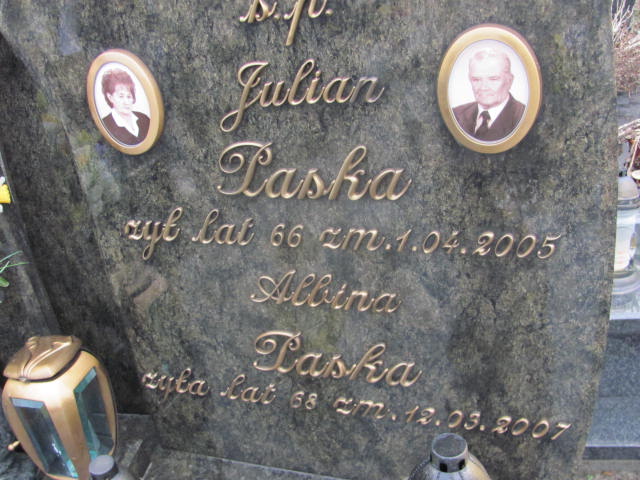 ś.p.
Julian
Paska
żył lat 66 zm. 1.04.2005
Albina
Paska
żyła lat 68 zm. 12.03.2007